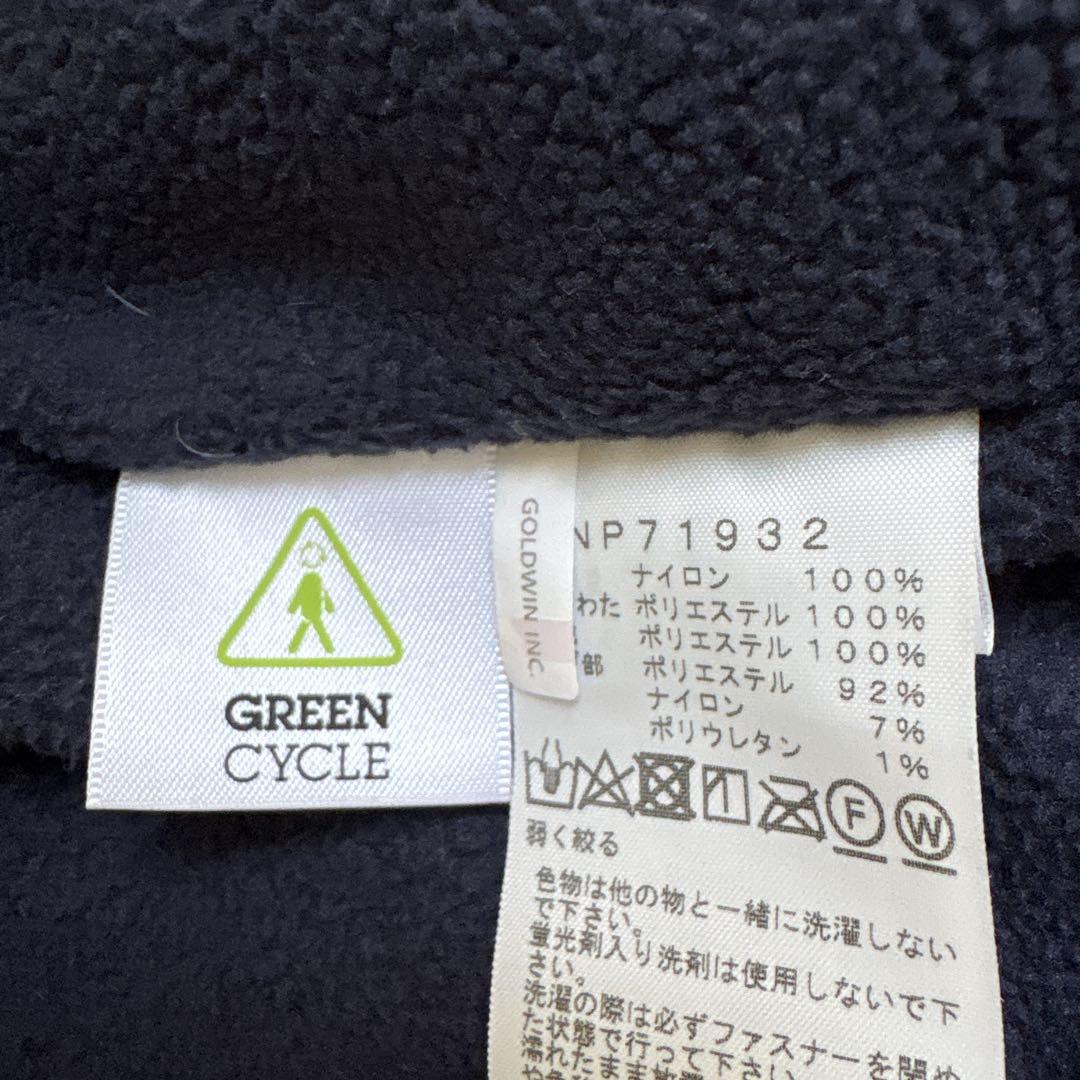 GREEN
CYCLE
GOLDWIN INC.
NP71932
ナイロン 100%
わた ポリエステル 100%
ポリエステル 100%
部 ポリエステル 92%
ナイロン 7%
ポリウレタン 1%
F W
弱く絞る
色物は他の物と一緒に洗濯しない
で下さい。
蛍光剤入り洗剤は使用しないで下
さい。
洗濯の際は必ずファスナーを閉め
た状態で行って下さい。
濡れたまま